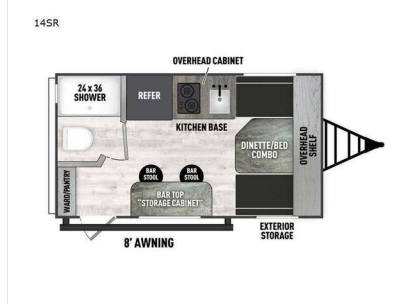 14SR
OVERHEAD CABINET
24 x 36
SHOWER
REFER
KITCHEN BASE
DINETTE/BED
COMBO
OVERHEAD
SHELF
BAR
STOOL
BAR
STOOL
WARD/PANTRY
BAR TOP
"STORAGE CABINET"
EXTERIOR
STORAGE
8' AWNING